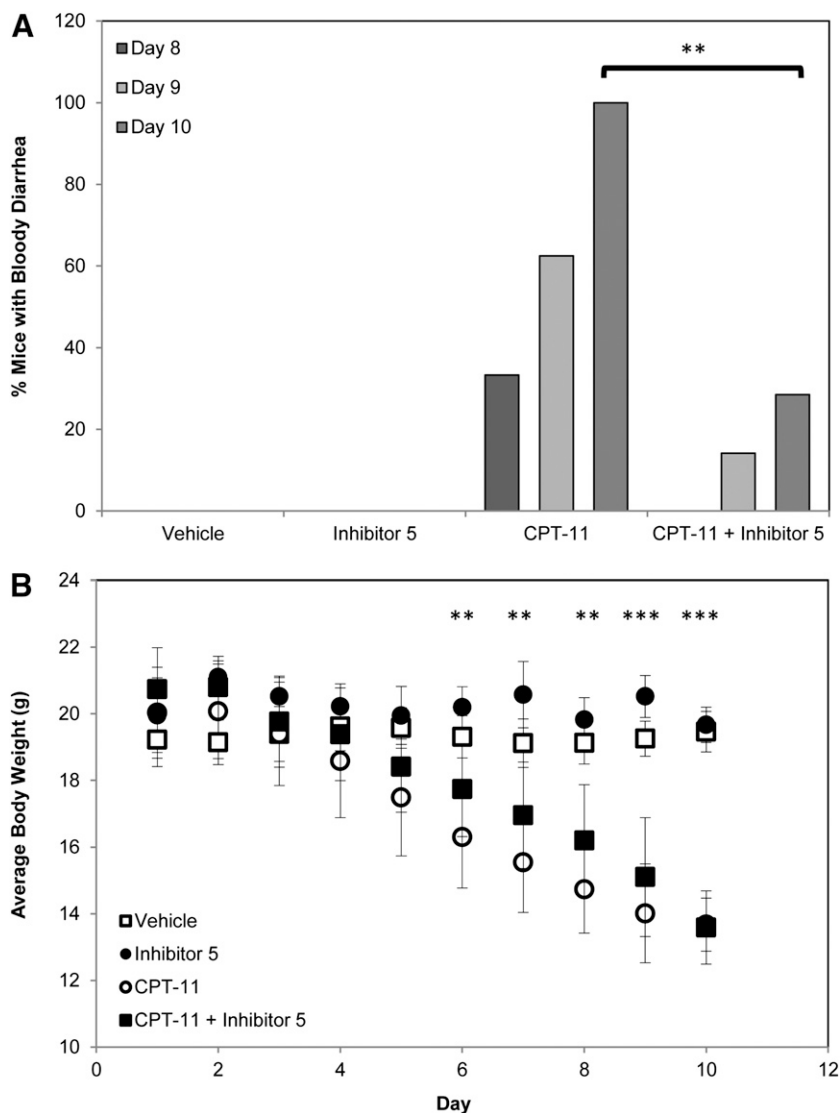 A
120
100
80
60
40
20
0
% Mice with Bloody Diarrhea
Day 8
Day 9
Day 10
**
Vehicle Inhibitor 5 CPT-11 CPT-11 + Inhibitor 5
B
24
22
20
18
16
14
12
10
Average Body Weight (g)
** ** ** *** ***
Vehicle
Inhibitor 5
CPT-11
CPT-11 + Inhibitor 5
0 2 4 6 8 10 12
Day